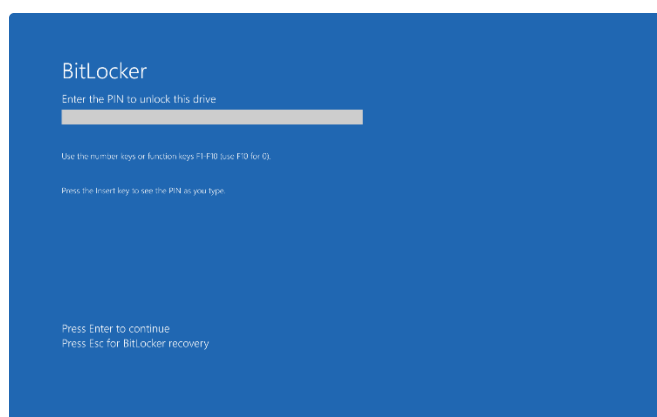 BitLocker
Enter the PIN to unlock this drive
Use the number keys or function keys F1-F10 (use F10 for 0).
Press the Insert key to see the PIN as you type.
Press Enter to continue
Press Esc for BitLocker recovery